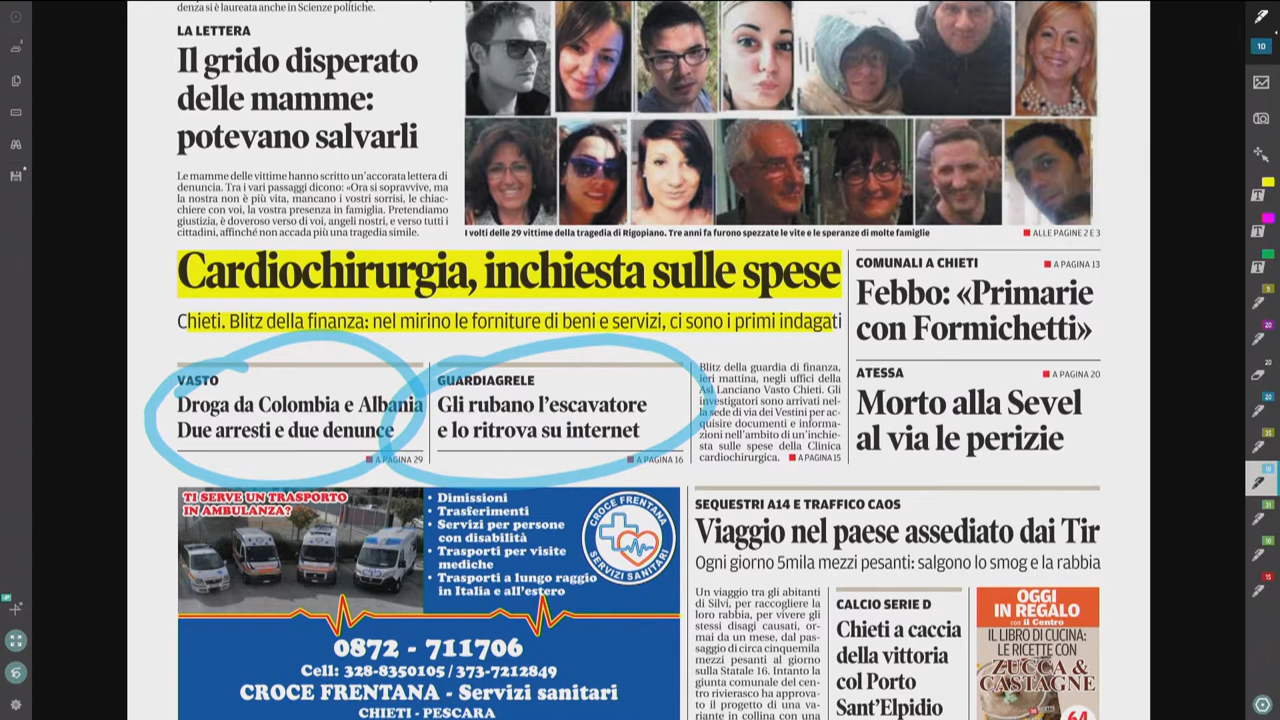 denza si è laureata anche in Scienze politiche.
LA LETTERA
Il grido disperato
delle mamme:
potevano salvarli
Le mamme delle vittime hanno scritto un'accorata lettera di
denuncia. Tra i vari passaggi dicono: «Ora si sopravvive, ma
la nostra non è più vita, mancano i vostri sorrisi, le chiac-
chiere con voi, la vostra presenza in famiglia. Pretendiamo
giustizia, è doveroso verso di voi, angeli nostri, e verso tutti i
cittadini, affinché non accada più una tragedia simile.
I volti delle 29 vittime della tragedia di Rigopiano. Tre anni fa furono spezzate le vite e le speranze di molte famiglie
ALLE PAGINE 2 E 3
Cardiochirurgia, inchiesta sulle spese
Chieti. Blitz della finanza: nel mirino le forniture di beni e servizi, ci sono i primi indagati
VASTO
Droga da Colombia e Albania
Due arresti e due denunce
A PAGINA 29
GUARDIAGRELE
Gli rubano l'escavatore
e lo ritrova su internet
A PAGINA 16
Blitz della guardia di finanza,
ieri mattina, negli uffici della
Asl Lanciano Vasto Chieti. Gli
investigatori sono arrivati nel-
la sede di via dei Vestini per ac-
quisire documenti e informa-
zioni nell'ambito di un'inchie-
sta sulle spese della Clinica
cardiochirurgica. A PAGINA 15
COMUNALI A CHIETI
A PAGINA 13
Febbo: «Primarie
con Formichetti»
ATESSA
A PAGINA 20
Morto alla Sevel
al via le perizie
TI SERVE UN TRASPORTO
IN AMBULANZA?
• Dimissioni
• Trasferimenti
• Servizi per persone
con disabilità
• Trasporti per visite
mediche
• Trasporti a lungo raggio
in Italia e all'estero
CROCE FRENTANA
SERVIZI SANITARI
0872 - 711706
Cell: 328-8350105 / 373-7212849
CROCE FRENTANA - Servizi sanitari
CHIETI - PESCARA
SEQUESTRI A14 E TRAFFICO CAOS
Viaggio nel paese assediato dai Tir
Ogni giorno 5mila mezzi pesanti: salgono lo smog e la rabbia
Un viaggio tra gli abitanti
di Silvi, per raccogliere la
loro rabbia, per vivere gli
stessi disagi causati, or-
mai da un mese, dal pas-
saggio di circa cinquemila
mezzi pesanti al giorno
sulla Statale 16. Intanto la
giunta comunale del cen-
tro rivierasco ha approva-
to il progetto di una va-
riante in collina con una
CALCIO SERIE D
Chieti a caccia
della vittoria
col Porto
Sant'Elpidio
OGGI
IN REGALO
con il Centro
IL LIBRO DI CUCINA:
LE RICETTE CON
ZUCCA &
CASTAGNE
64
10
T
T
T
9
20
20
20
35
10
31
10
15